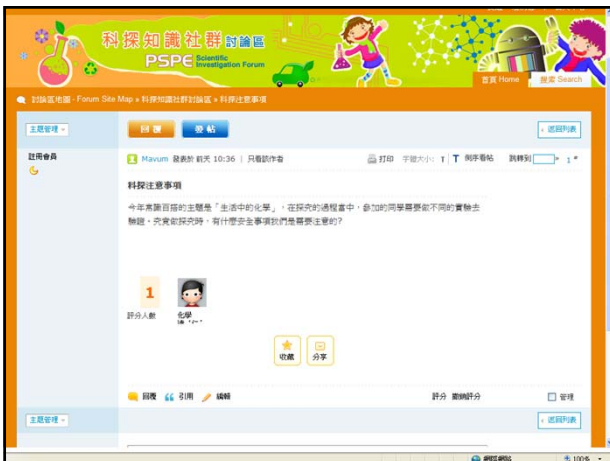 科探知識社群討論區
PSPE Scientific Investigation Forum
首頁 Home
搜索 Search
討論區地圖 - Forum Site Map » 科探知識社群討論區 » 科探注意事項
主題管理
回覆
發帖
返回列表
註冊會員
Mavum 發表於 前天 10:36 | 只看該作者
打印 字體大小: T T 倒序看帖 跳轉到 1#
科探注意事項
今年常識百搭的主題是「生活中的化學」，在探究的過程當中，參加的同學需要做不同的實驗去
驗證。究竟做探究時，有什麼安全事項我們是需要注意的?
1
評分人數
化學
收藏
分享
回覆 引用 編輯
評分 撤銷評分
管理
主題管理
返回列表
100%